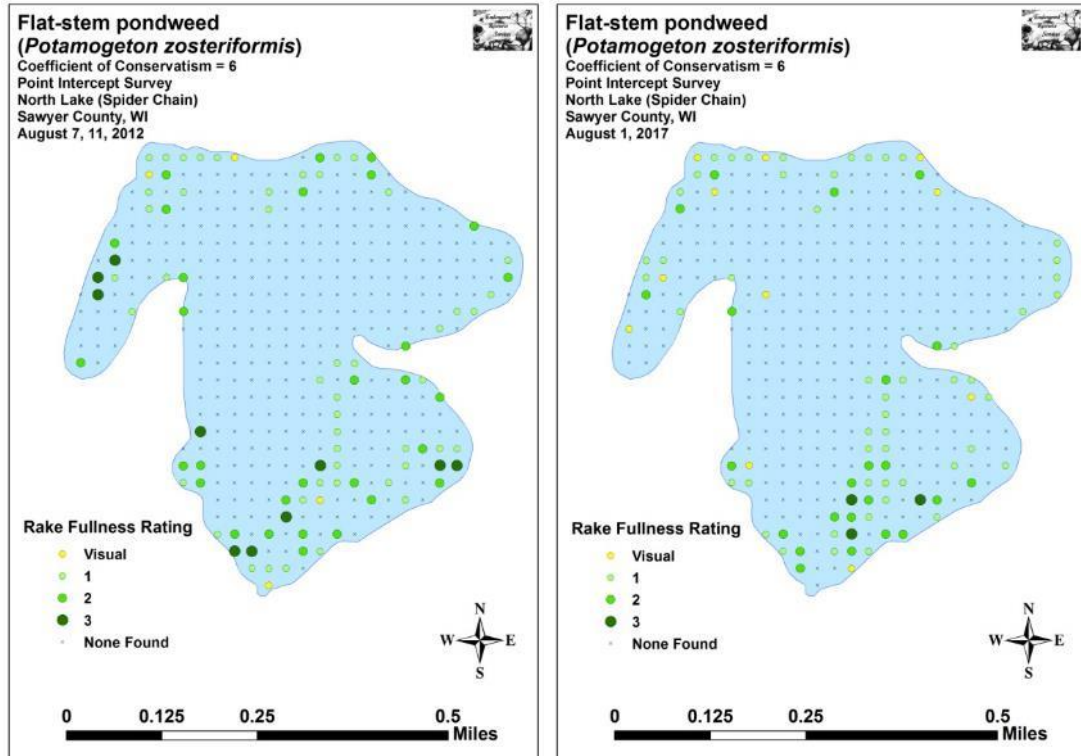 Flat-stem pondweed
(Potamogeton zosteriformis)
Coefficient of Conservatism = 6
Point Intercept Survey
North Lake (Spider Chain)
Sawyer County, WI
August 7, 11, 2012
Rake Fullness Rating
Visual
1
2
3
None Found
N
W E
S
0 0.125 0.25 0.5
Miles
Flat-stem pondweed
(Potamogeton zosteriformis)
Coefficient of Conservatism = 6
Point Intercept Survey
North Lake (Spider Chain)
Sawyer County, WI
August 1, 2017
Rake Fullness Rating
Visual
1
2
3
None Found
N
W E
S
0 0.125 0.25 0.5
Miles